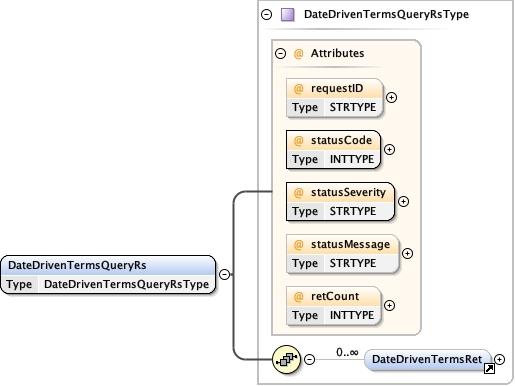 DateDrivenTermsQueryRsType
@ Attributes
@ requestID
Type STRTYPE
@ statusCode
Type INTTYPE
@ statusSeverity
Type STRTYPE
@ statusMessage
Type STRTYPE
@ retCount
Type INTTYPE
DateDrivenTermsQueryRs
Type DateDrivenTermsQueryRsType
0..∞
DateDrivenTermsRet